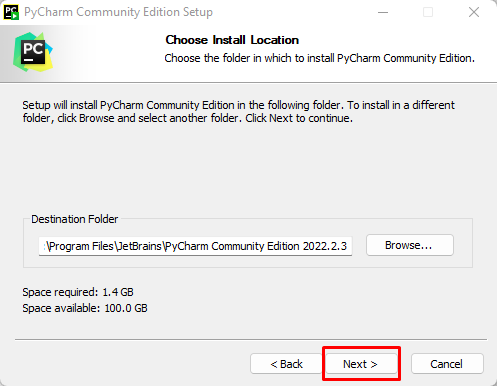 PyCharm Community Edition Setup
PC
Choose Install Location
Choose the folder in which to install PyCharm Community Edition.
Setup will install PyCharm Community Edition in the following folder. To install in a different
folder, click Browse and select another folder. Click Next to continue.
Destination Folder
:\Program Files\JetBrains\PyCharm Community Edition 2022.2.3
Browse...
Space required: 1.4 GB
Space available: 100.0 GB
< Back
Next >
Cancel